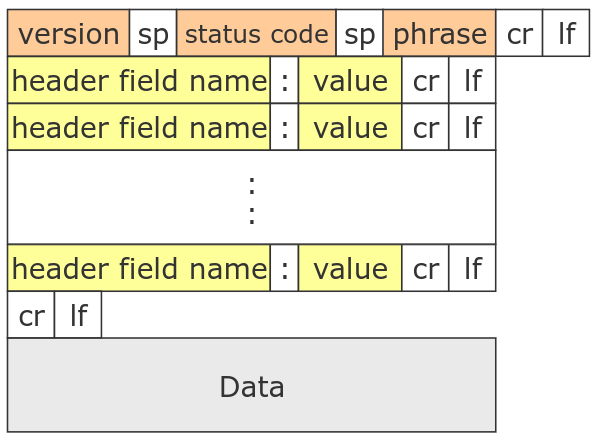 version sp status code sp phrase cr lf
header field name : value cr lf
header field name : value cr lf
:
:
header field name : value cr lf
cr lf
Data